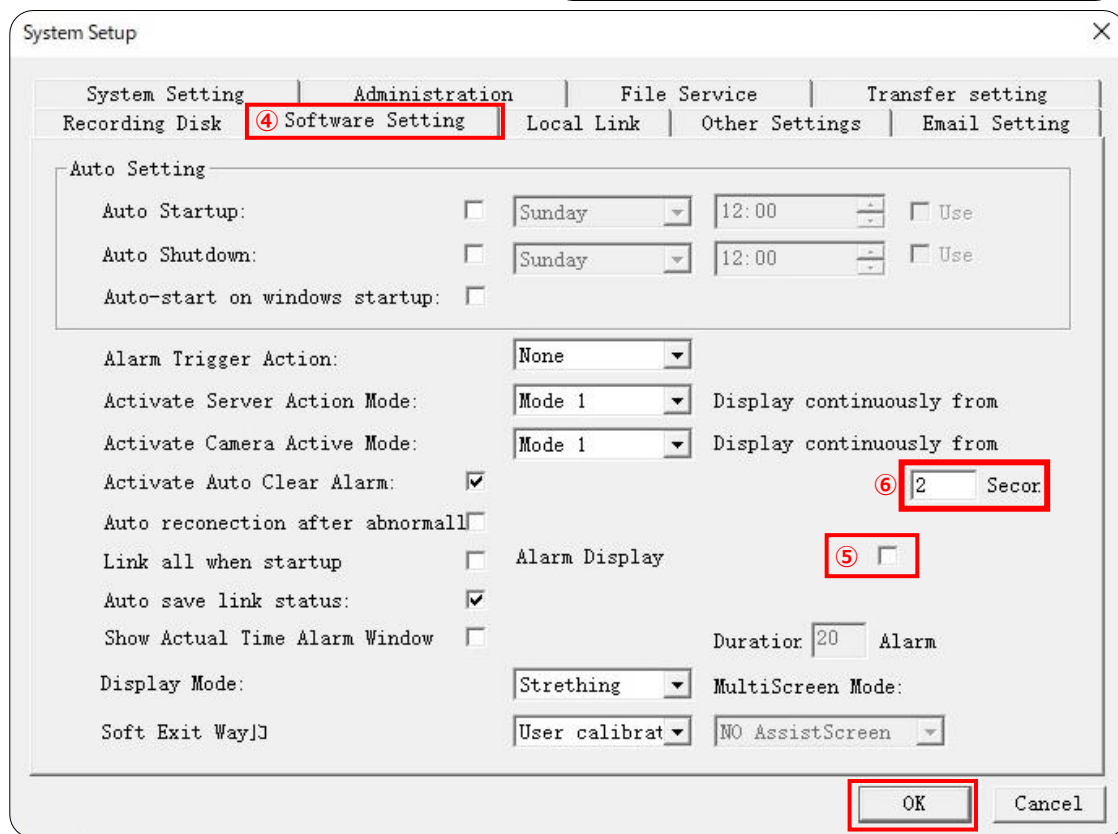 System Setup
System Setting Administration File Service Transfer setting
Recording Disk ④ Software Setting Local Link Other Settings Email Setting
Auto Setting
Auto Startup: Sunday 12:00 Use
Auto Shutdown: Sunday 12:00 Use
Auto-start on windows startup:
Alarm Trigger Action: None
Activate Server Action Mode: Mode 1 Display continuously from
Activate Camera Active Mode: Mode 1 Display continuously from
Activate Auto Clear Alarm: ⑥ 2 Secon
Auto reconection after abnormall
Link all when startup Alarm Display ⑤
Auto save link status:
Show Actual Time Alarm Window Duration 20 Alarm
Display Mode: Strething MultiScreen Mode:
Soft Exit Way User calibrat NO AssistScreen
OK Cancel